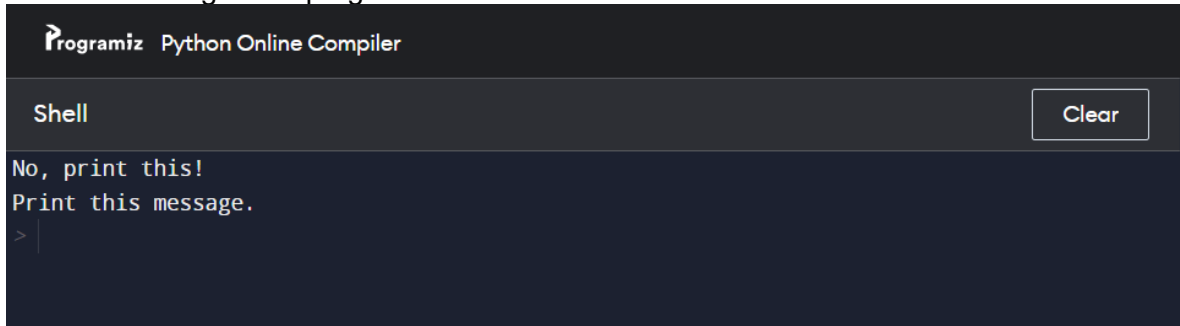 Programiz Python Online Compiler
Shell
Clear
No, print this!
Print this message.
>